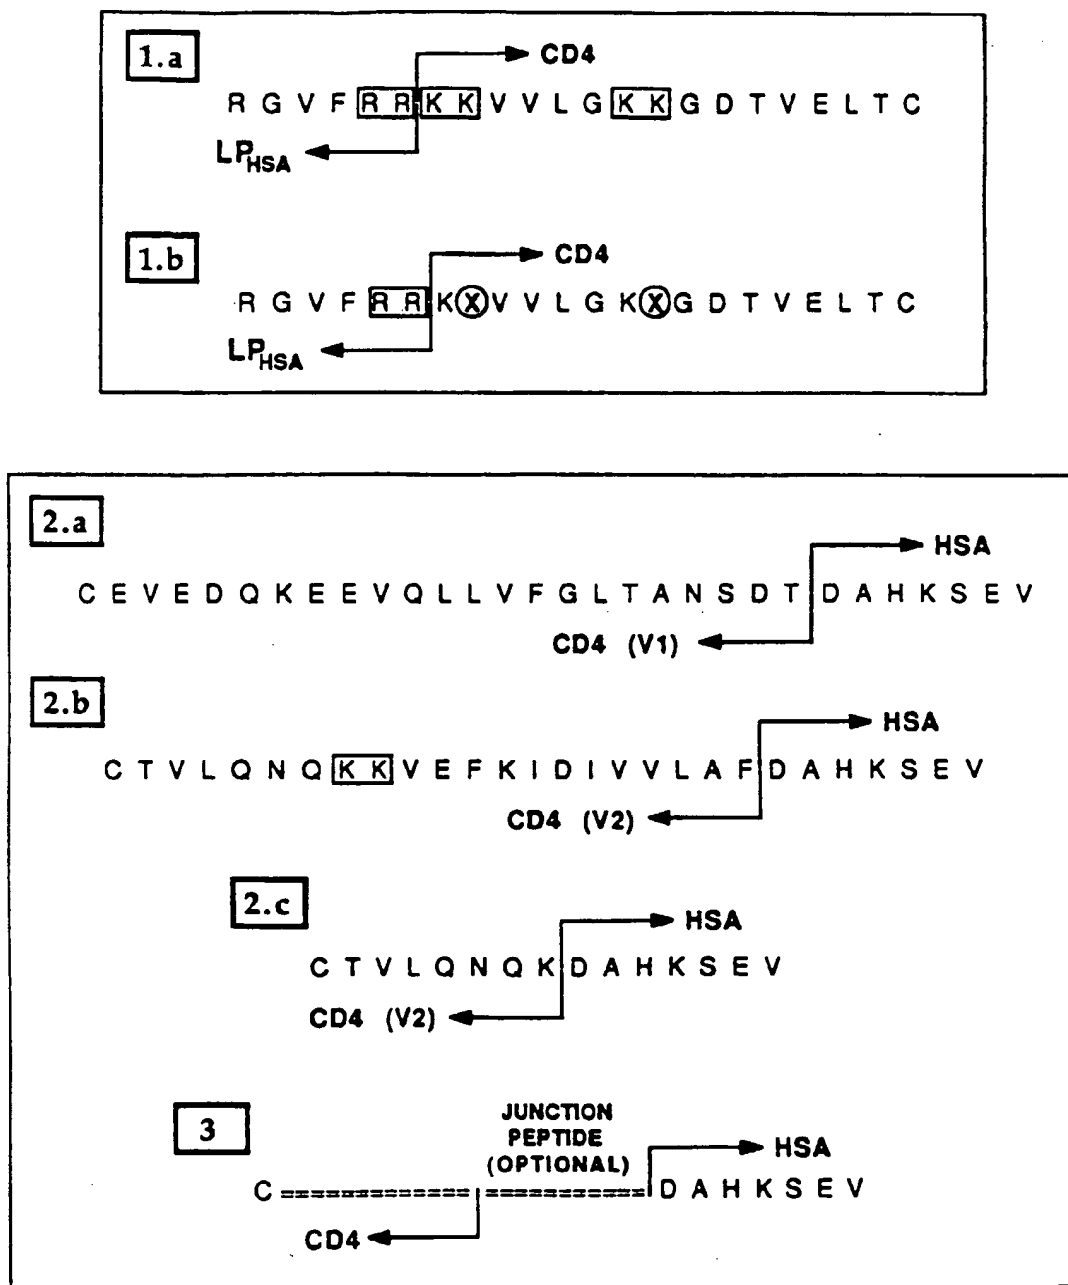 1.a
CD4
R G V F R R K K V V L G K K G D T V E L T C
LPHSA
1.b
CD4
R G V F R R K X V V L G K X G D T V E L T C
LPHSA
2.a
HSA
C E V E D Q K E E V Q L L V F G L T A N S D T D A H K S E V
CD4 (V1)
2.b
HSA
C T V L Q N Q K K V E F K I D I V V L A F D A H K S E V
CD4 (V2)
2.c
HSA
C T V L Q N Q K D A H K S E V
CD4 (V2)
3
JUNCTION
PEPTIDE
(OPTIONAL)
HSA
C D A H K S E V
CD4